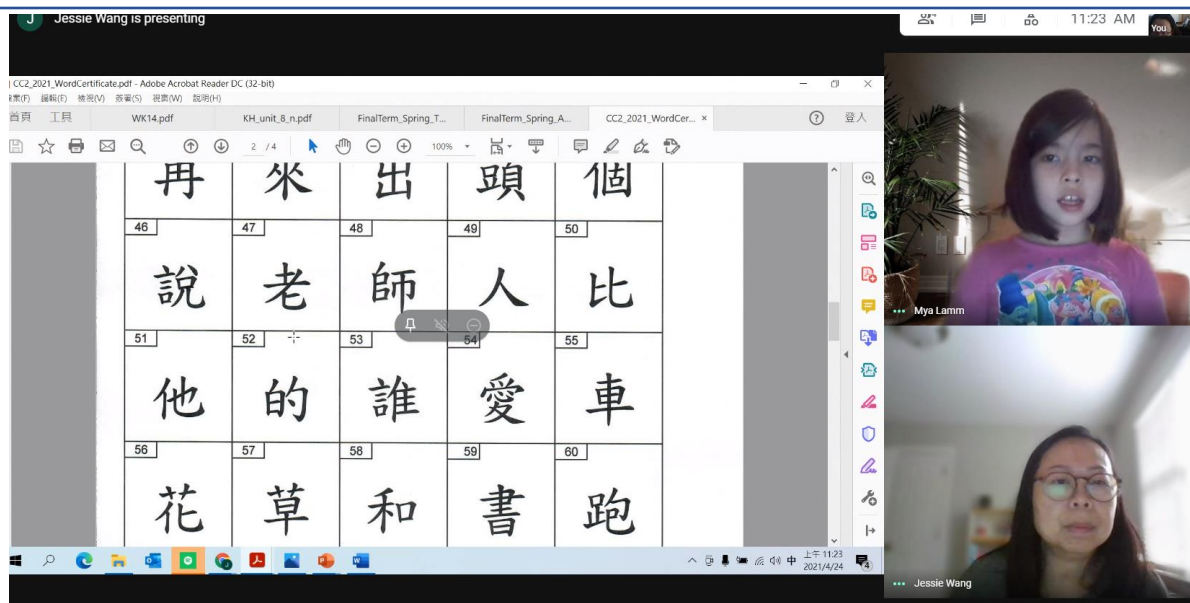 J Jessie Wang is presenting
11:23 AM
You
CC2_2021_WordCertificate.pdf - Adobe Acrobat Reader DC (32-bit)
編輯(E) 檢視(V) 簽署(S) 視窗(W) 說明(H)
首頁 工具 WK14.pdf KH_unit_8_n.pdf FinalTerm_Spring_T... FinalTerm_Spring_A... CC2_2021_WordCer... × 登入
2 / 4 100%
再 來 出 頭 個
46 47 48 49 50
說 老 師 人 比
51 52 53 54 55
他 的 誰 愛 車
56 57 58 59 60
花 草 和 書 跑
Mya Lamm
Jessie Wang
中 上午 11:23
2021/4/24
4